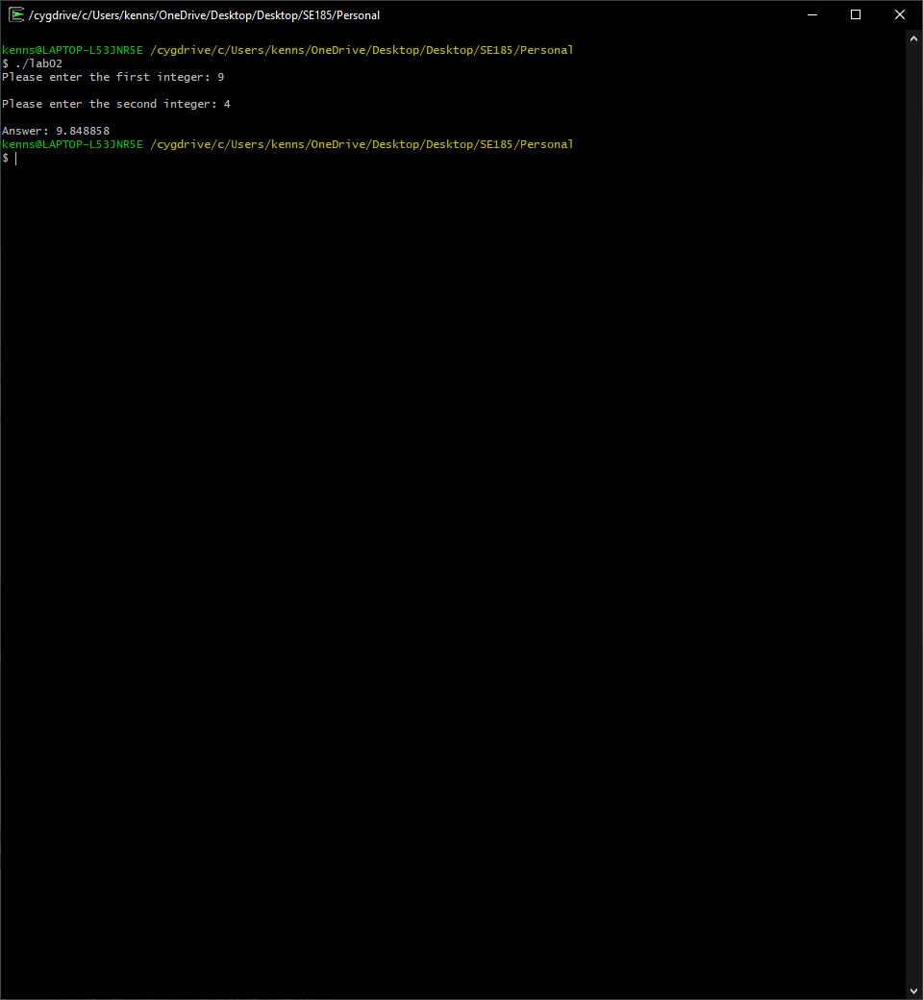 /cygdrive/c/Users/kenns/OneDrive/Desktop/Desktop/SE185/Personal
kenns@LAPTOP-L53JNR5E /cygdrive/c/Users/kenns/OneDrive/Desktop/Desktop/SE185/Personal
$ ./lab02
Please enter the first integer: 9
Please enter the second integer: 4
Answer: 9.848858
kenns@LAPTOP-L53JNR5E /cygdrive/c/Users/kenns/OneDrive/Desktop/Desktop/SE185/Personal
$